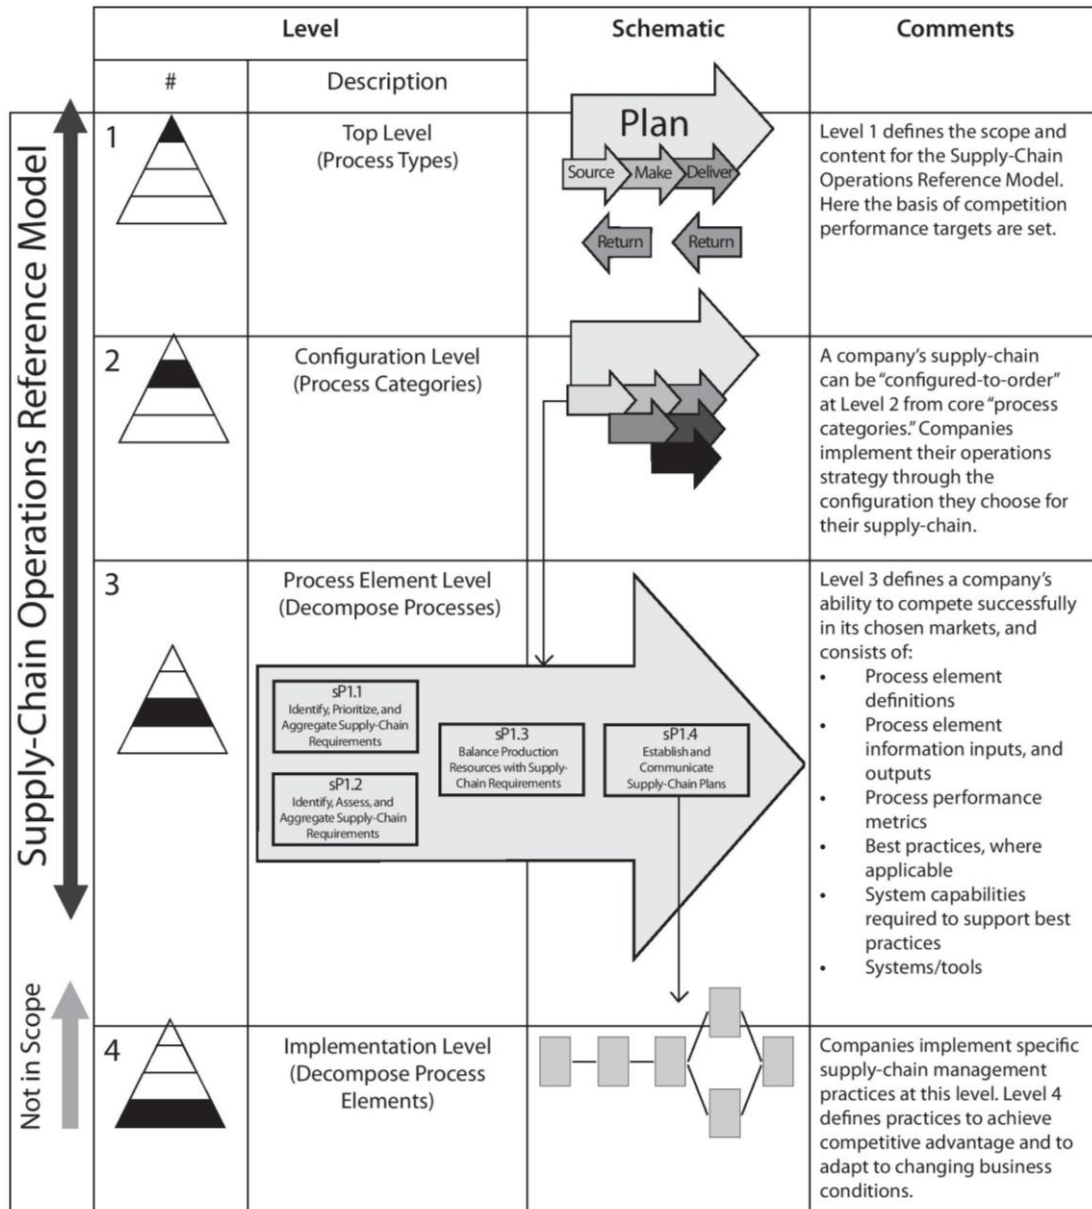 Level
Schematic
Comments
#
Description
Supply-Chain Operations Reference Model
Not in Scope
1
Top Level
(Process Types)
Plan
Source
Make
Deliver
Return
Return
Level 1 defines the scope and
content for the Supply-Chain
Operations Reference Model.
Here the basis of competition
performance targets are set.
2
Configuration Level
(Process Categories)
A company's supply-chain
can be "configured-to-order"
at Level 2 from core "process
categories." Companies
implement their operations
strategy through the
configuration they choose for
their supply-chain.
3
Process Element Level
(Decompose Processes)
sP1.1
Identify, Prioritize, and
Aggregate Supply-Chain
Requirements
sP1.2
Identify, Assess, and
Aggregate Supply-Chain
Requirements
sP1.3
Balance Production
Resources with Supply-
Chain Requirements
sP1.4
Establish and
Communicate
Supply-Chain Plans
Level 3 defines a company's
ability to compete successfully
in its chosen markets, and
consists of:
• Process element
definitions
• Process element
information inputs, and
outputs
• Process performance
metrics
• Best practices, where
applicable
• System capabilities
required to support best
practices
• Systems/tools
4
Implementation Level
(Decompose Process
Elements)
Companies implement specific
supply-chain management
practices at this level. Level 4
defines practices to achieve
competitive advantage and to
adapt to changing business
conditions.